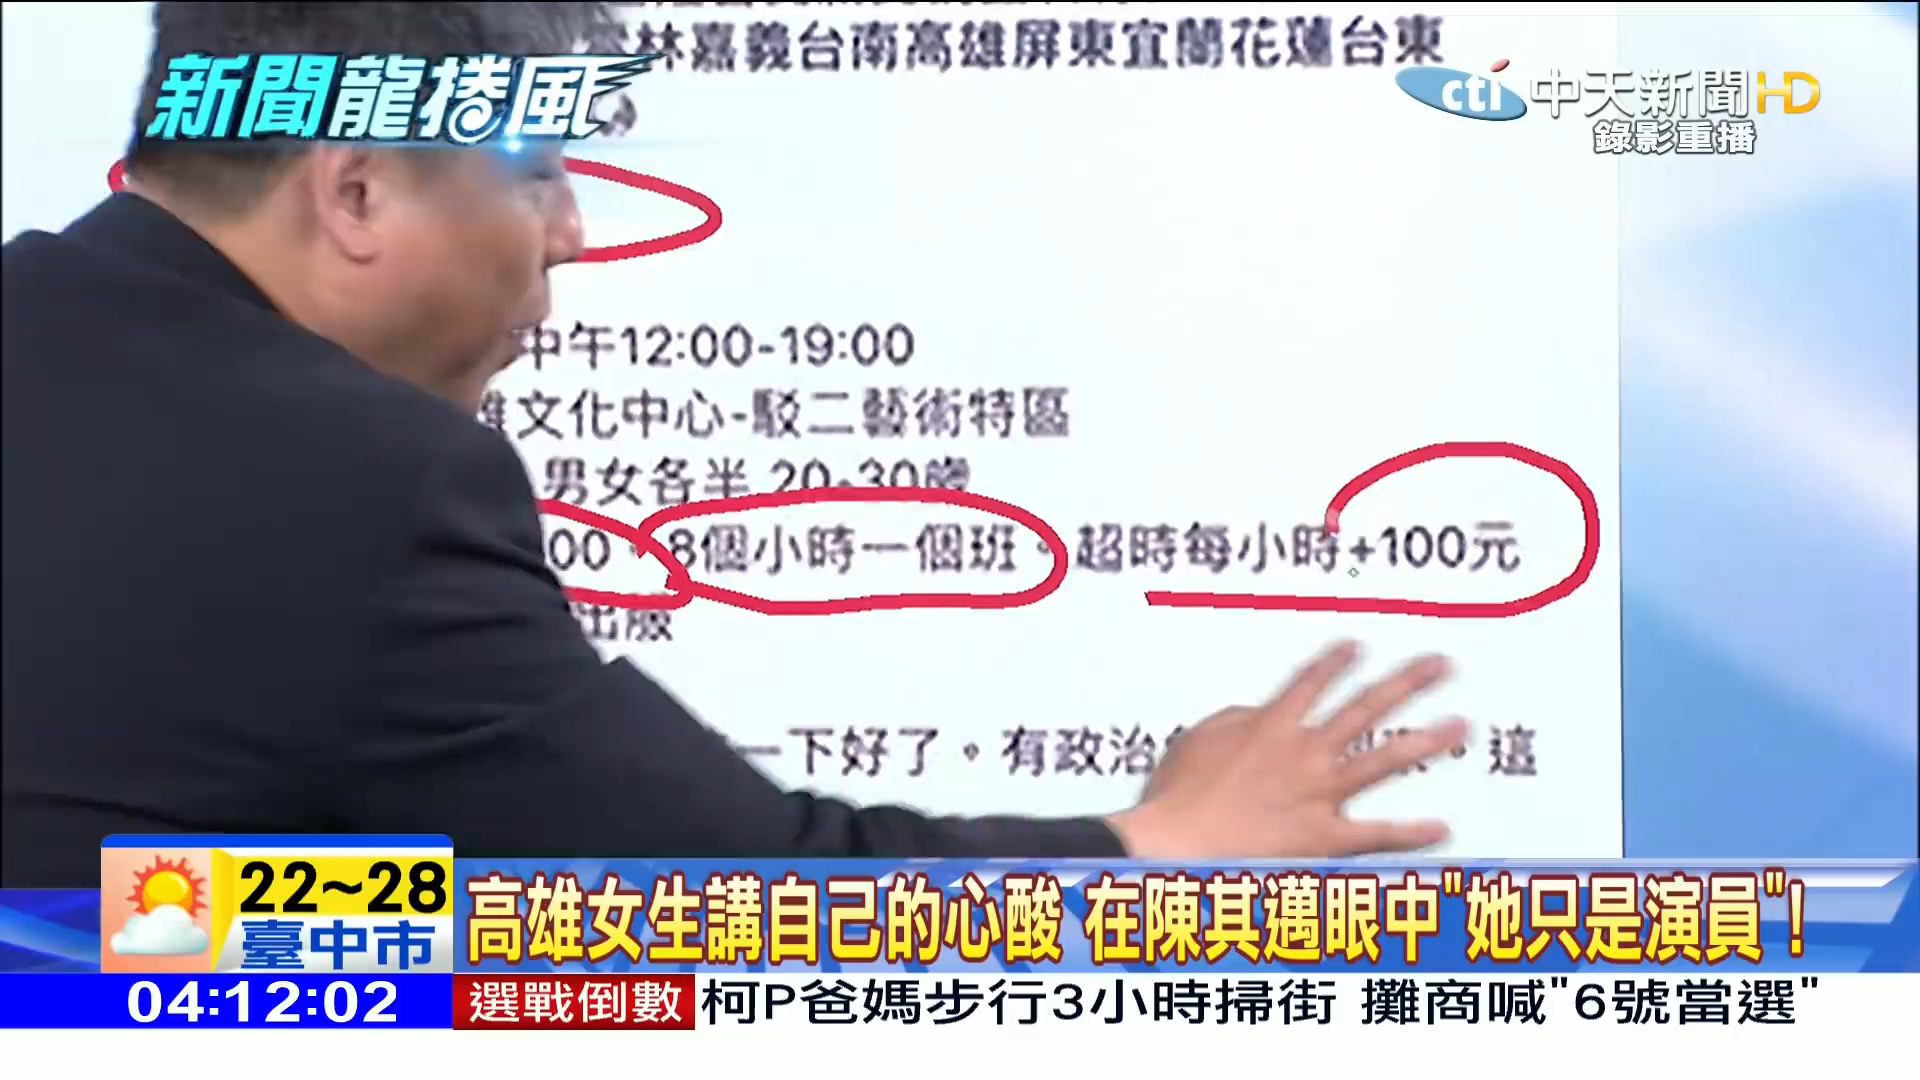 林嘉義台南高雄屏東宜蘭花蓮台東
新聞龍捲風
cti 中天新聞HD
錄影重播
中午12:00-19:00
雄文化中心-駁二藝術特區
男女各半 20-30歲
00，8個小時一個班。超時每小時+100元
出服
一下好了。有政治 。這
22~28
臺中市
高雄女生講自己的心酸 在陳其邁眼中"她只是演員"!
04:12:02
選戰倒數
柯P爸媽步行3小時掃街 攤商喊"6號當選"